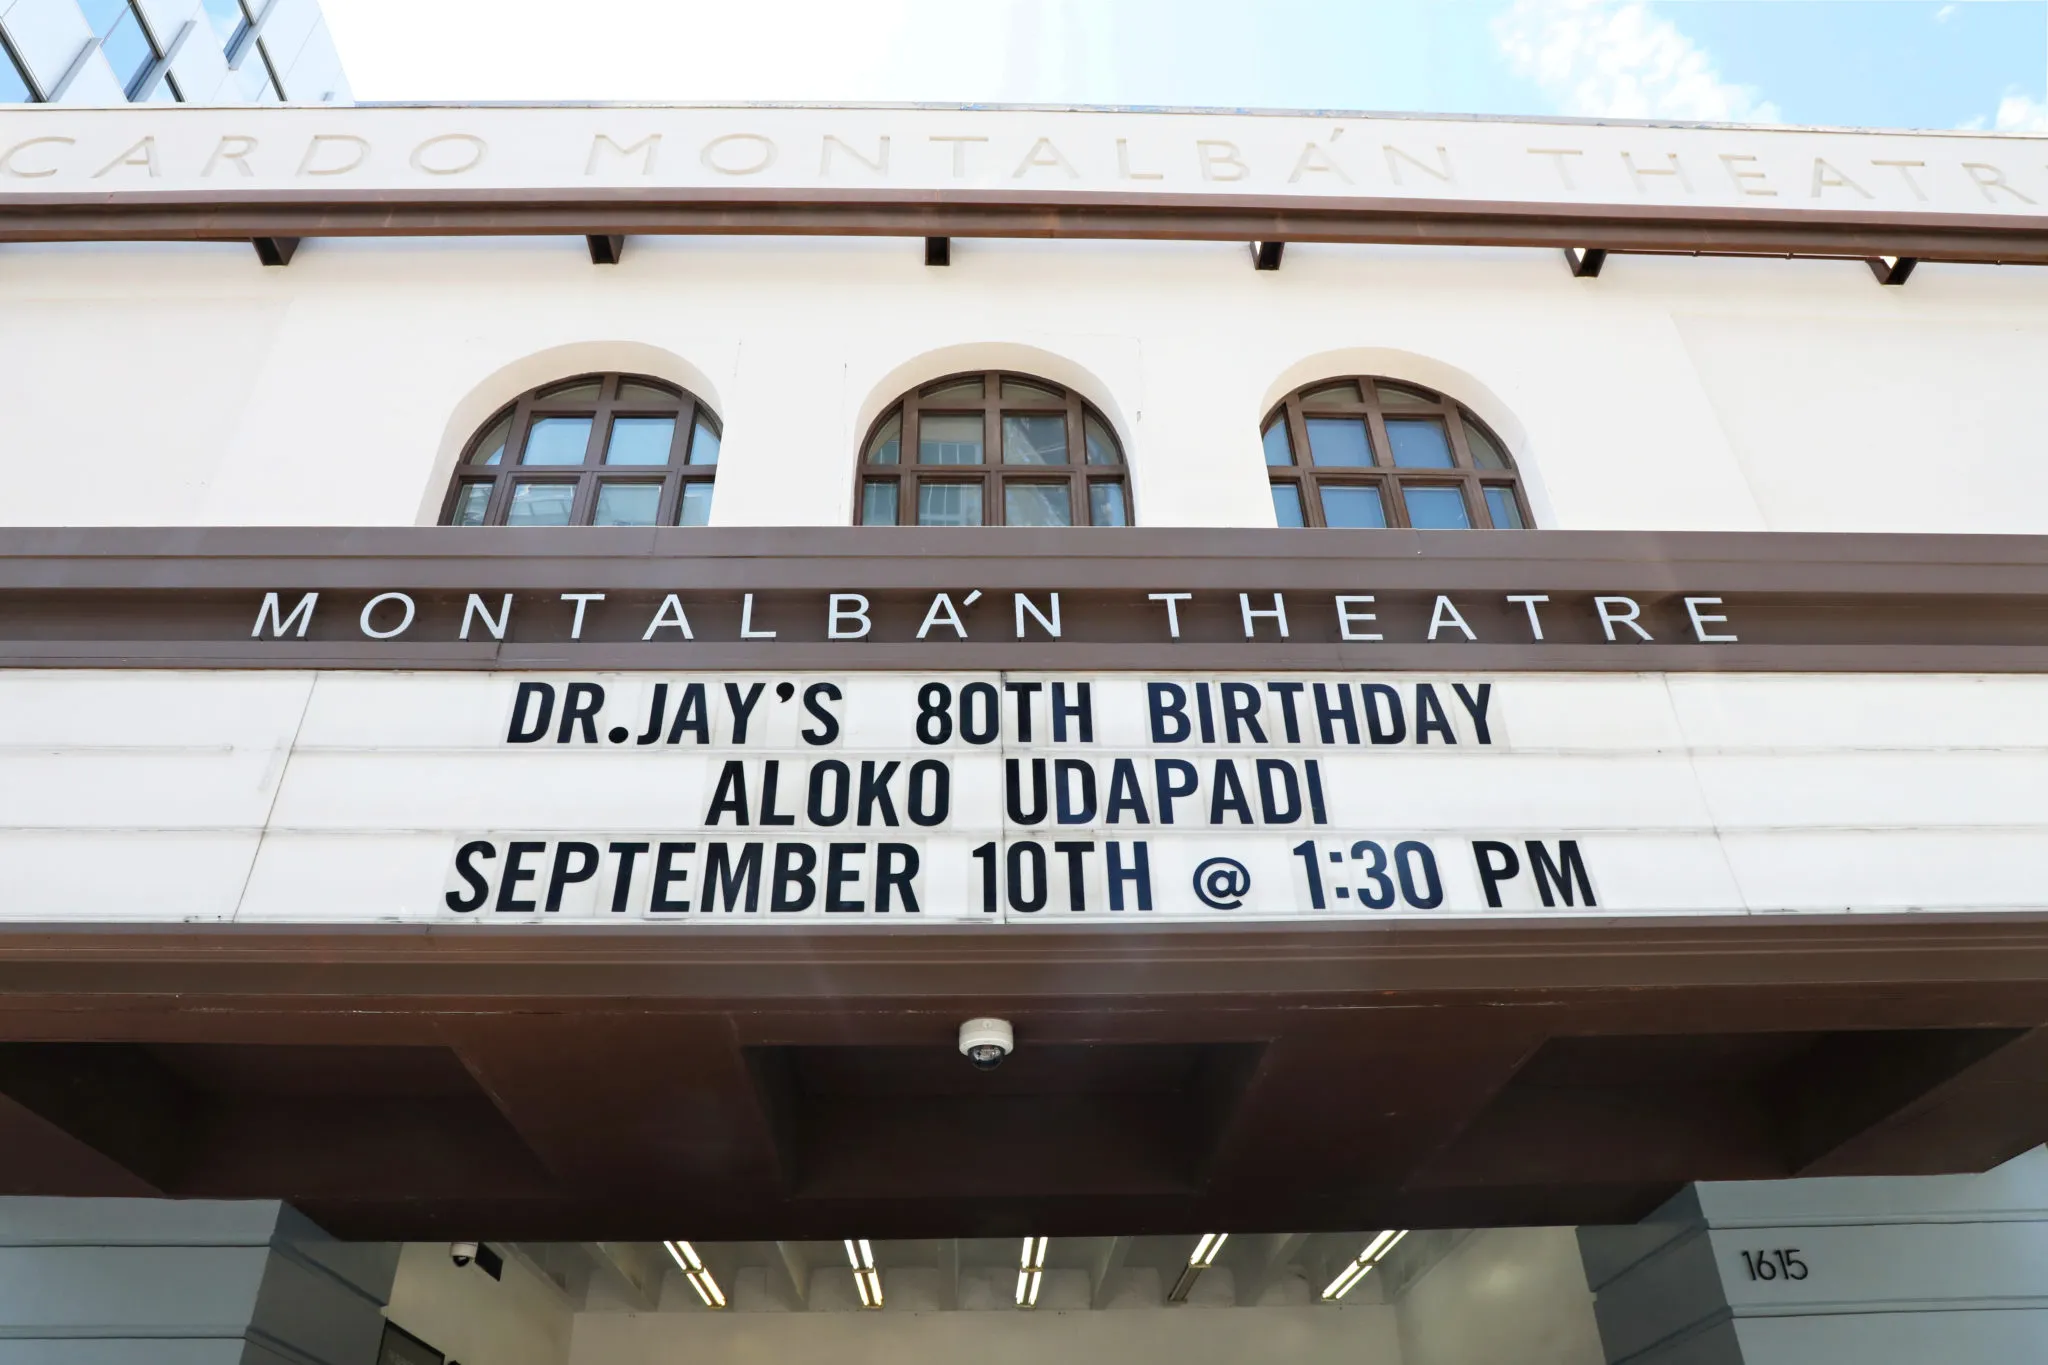 CARDO MONTALBÁN THEATR
MONTALBÁN THEATRE
DR.JAY'S 80TH BIRTHDAY
ALOKO UDAPADI
SEPTEMBER 10TH @ 1:30 PM
1615